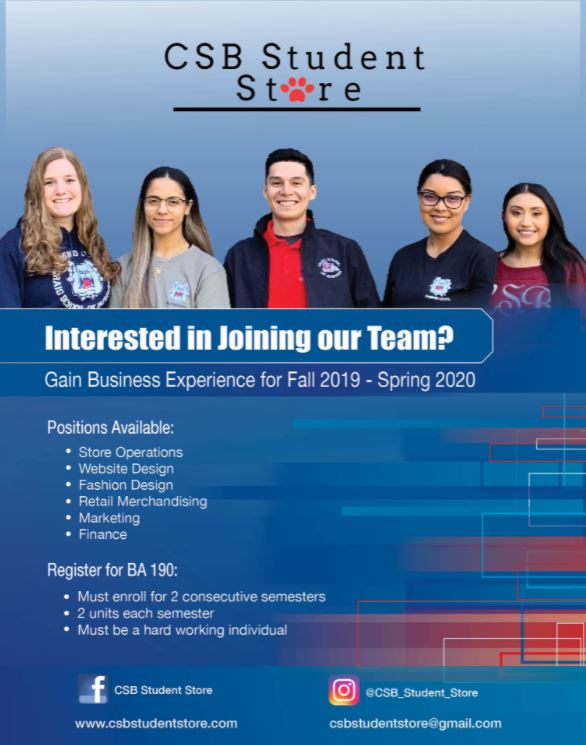 CSB Student
Store
Interested in Joining our Team?
Gain Business Experience for Fall 2019 - Spring 2020
Positions Available:
• Store Operations
• Website Design
• Fashion Design
• Retail Merchandising
• Marketing
• Finance
Register for BA 190:
• Must enroll for 2 consecutive semesters
• 2 units each semester
• Must be a hard working individual
CSB Student Store
@CSB_Student_Store
www.csbstudentstore.com
csbstudentstore@gmail.com